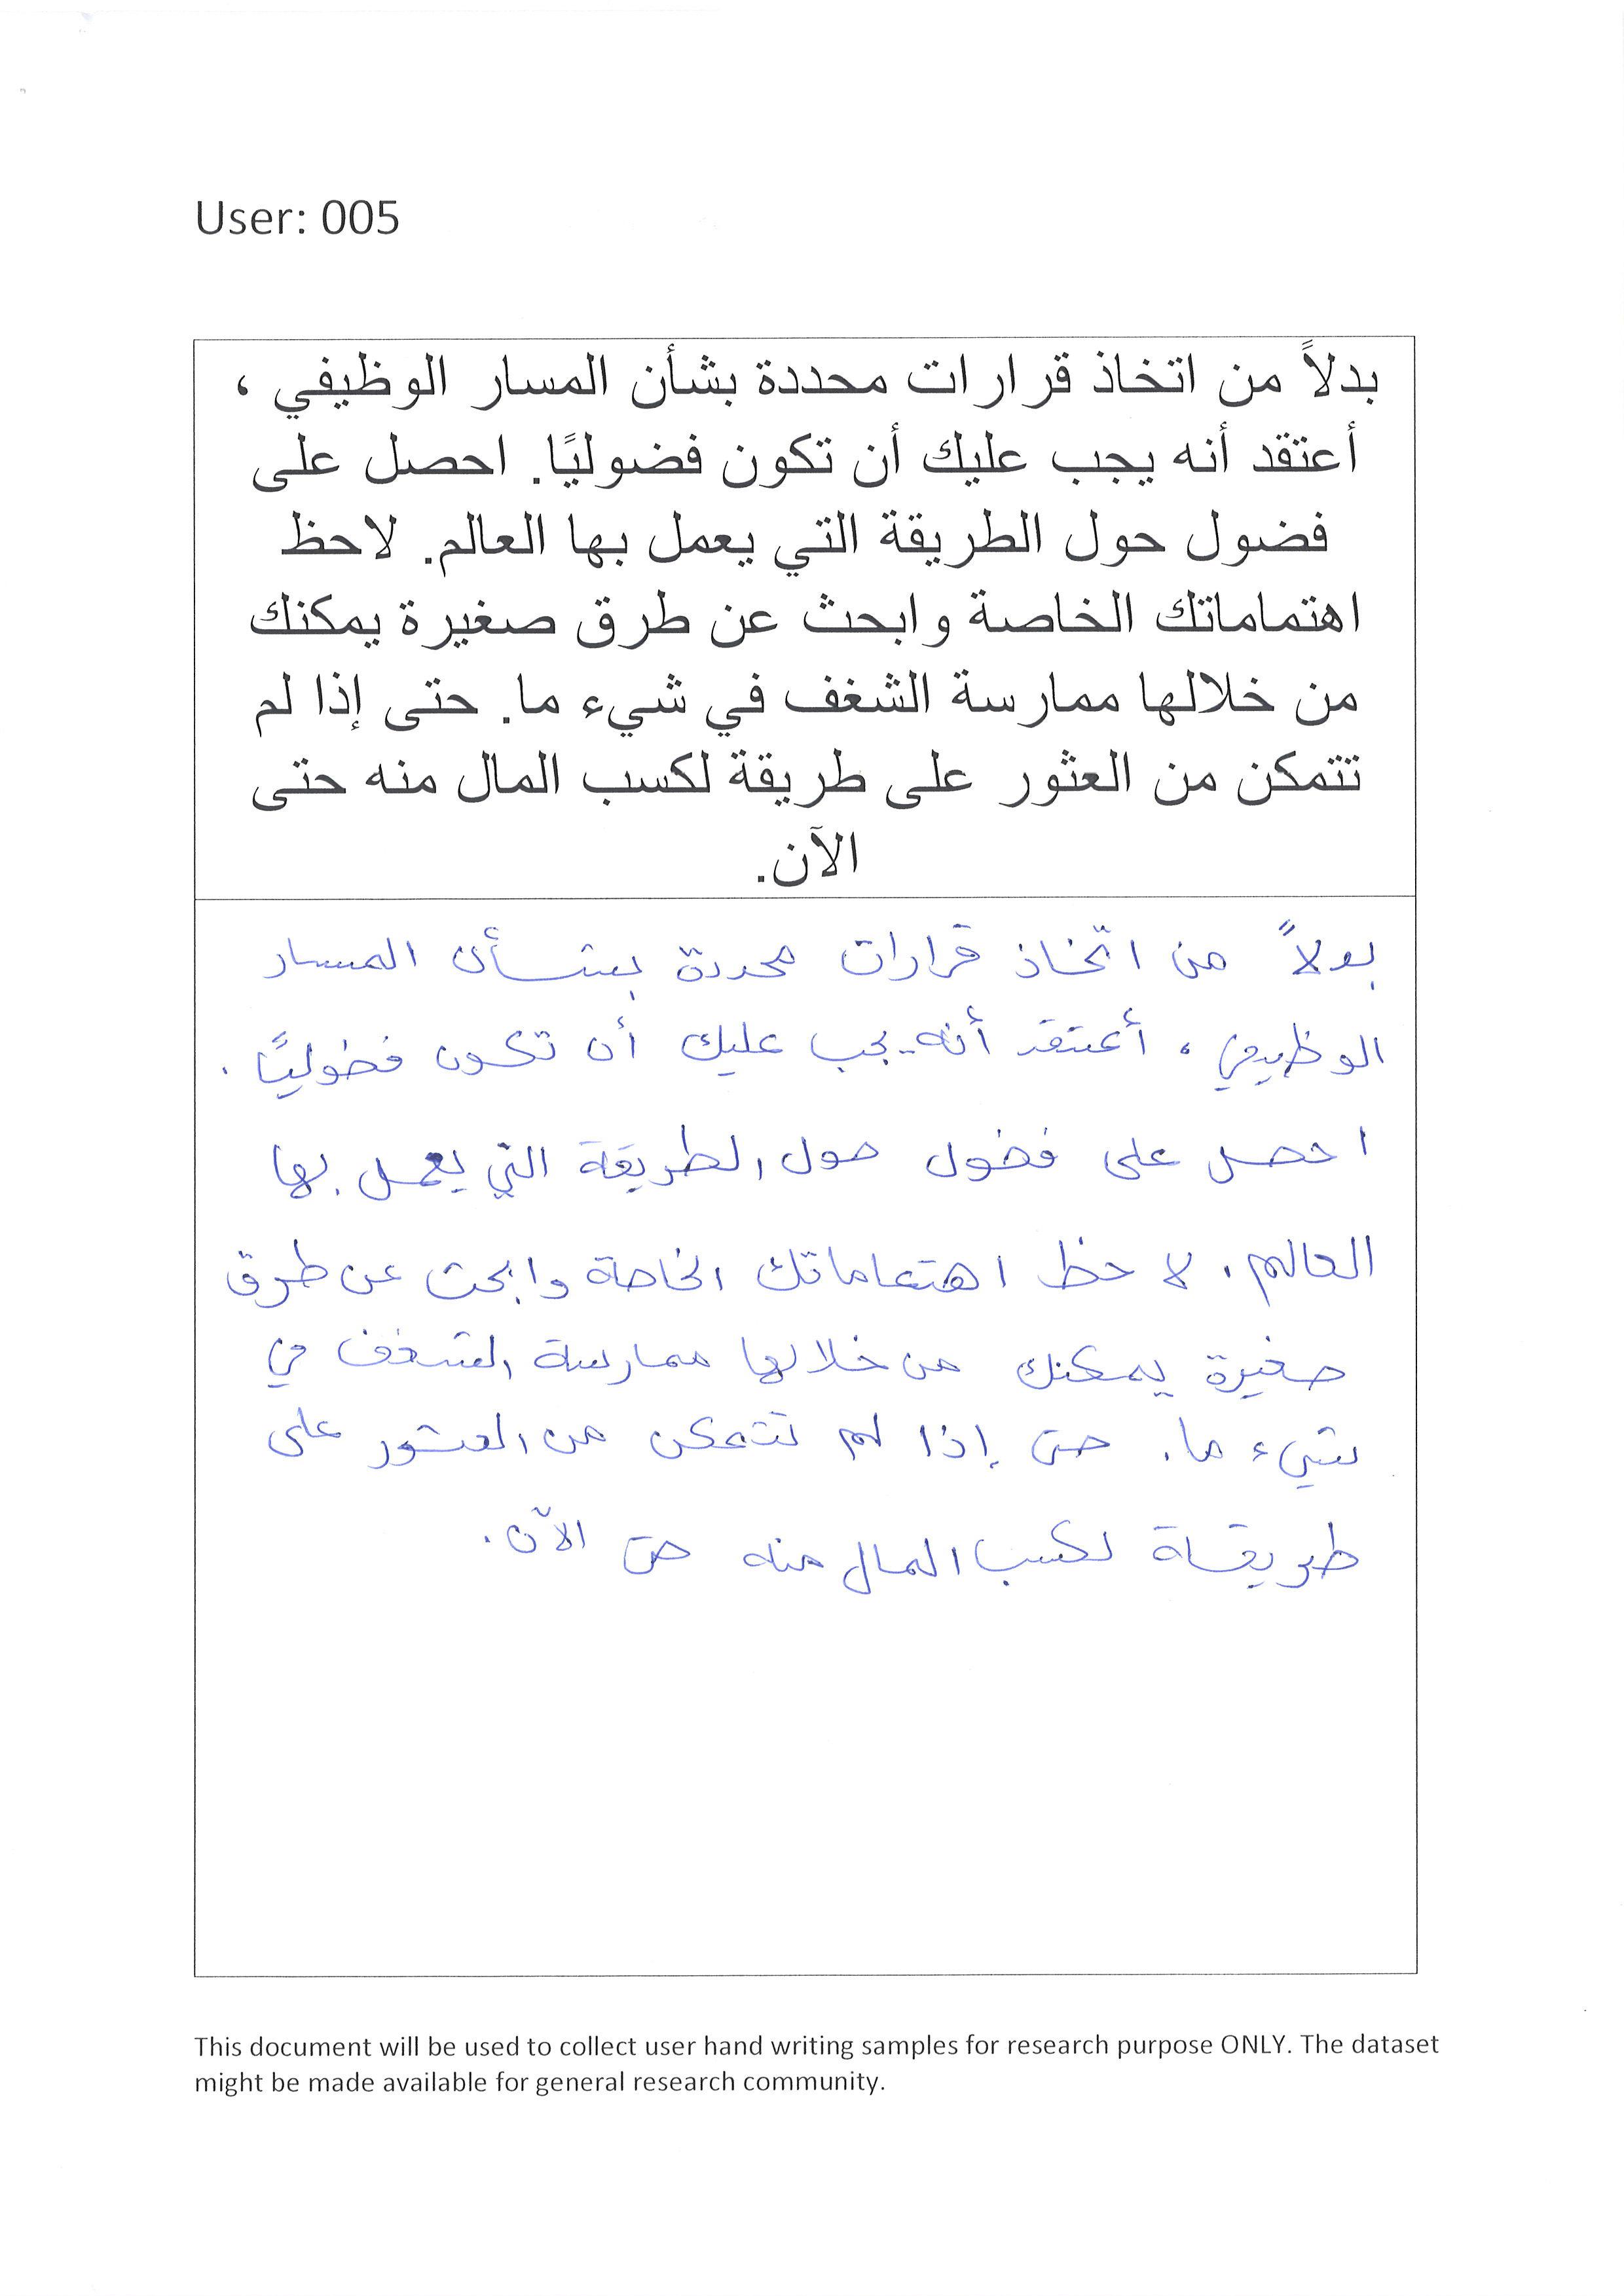 User: 005
بدلاً من اتخاذ قرارات محددة بشأن المسار الوظيفي ،
أعتقد أنه يجب عليك أن تكون فضوليًا. احصل على
فضول حول الطريقة التي يعمل بها العالم. لاحظ
اهتماماتك الخاصة وابحث عن طرق صغيرة يمكنك
من خلالها ممارسة الشغف في شيء ما. حتى إذا لم
تتمكن من العثور على طريقة لكسب المال منه حتى
الآن.
بدلاً من اتخاذ قرارات محددة بشأن المسار
الوظيفي ، أعتقد أنه يجب عليك أن تكون فضوليًا .
احصل على فضول حول الطريقة التي يعمل بها
العالم . لاحظ اهتماماتك الخاصة وابحث عن طرق
صغيرة يمكنك من خلالها ممارسة الشغف في
شيء ما. حتى إذا لم تتمكن من العثور على
طريقة لكسب المال منه حتى الآن.
This document will be used to collect user hand writing samples for research purpose ONLY. The dataset
might be made available for general research community.